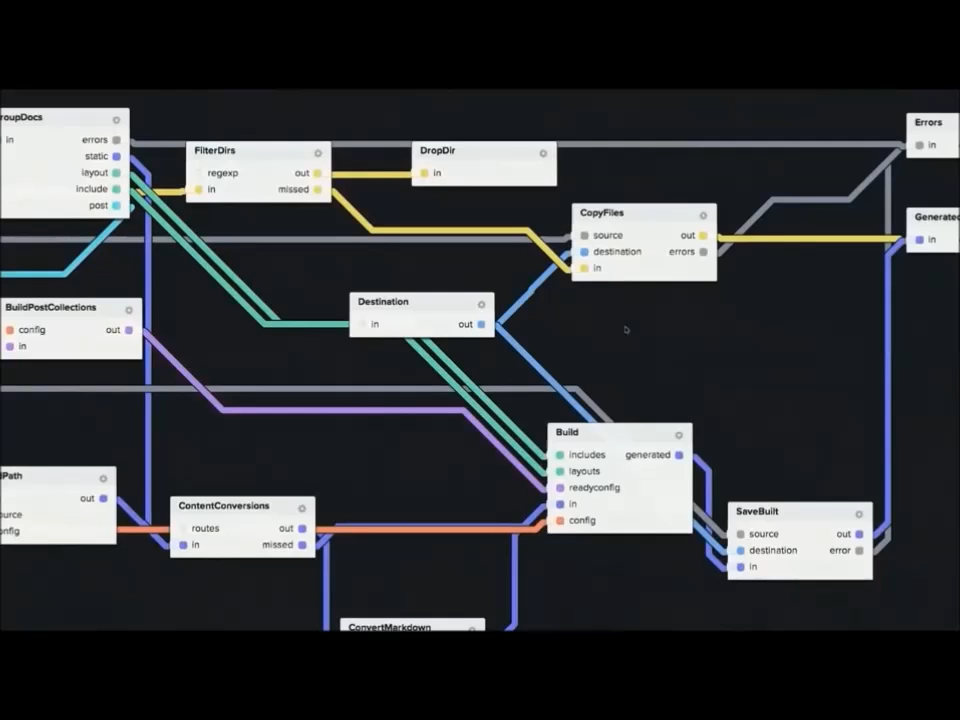 roupDocs
in
errors
static
layout
include
post
FilterDirs
regexp
out
in
missed
DropDir
in
Errors
in
CopyFiles
source
out
destination
errors
in
Generated
in
BuildPostCollections
config
out
in
Destination
in
out
Build
includes
generated
layouts
readyconfig
in
config
lPath
out
ource
onfig
ContentConversions
routes
out
in
missed
SaveBuilt
source
out
destination
error
in
ConvertMarkdown